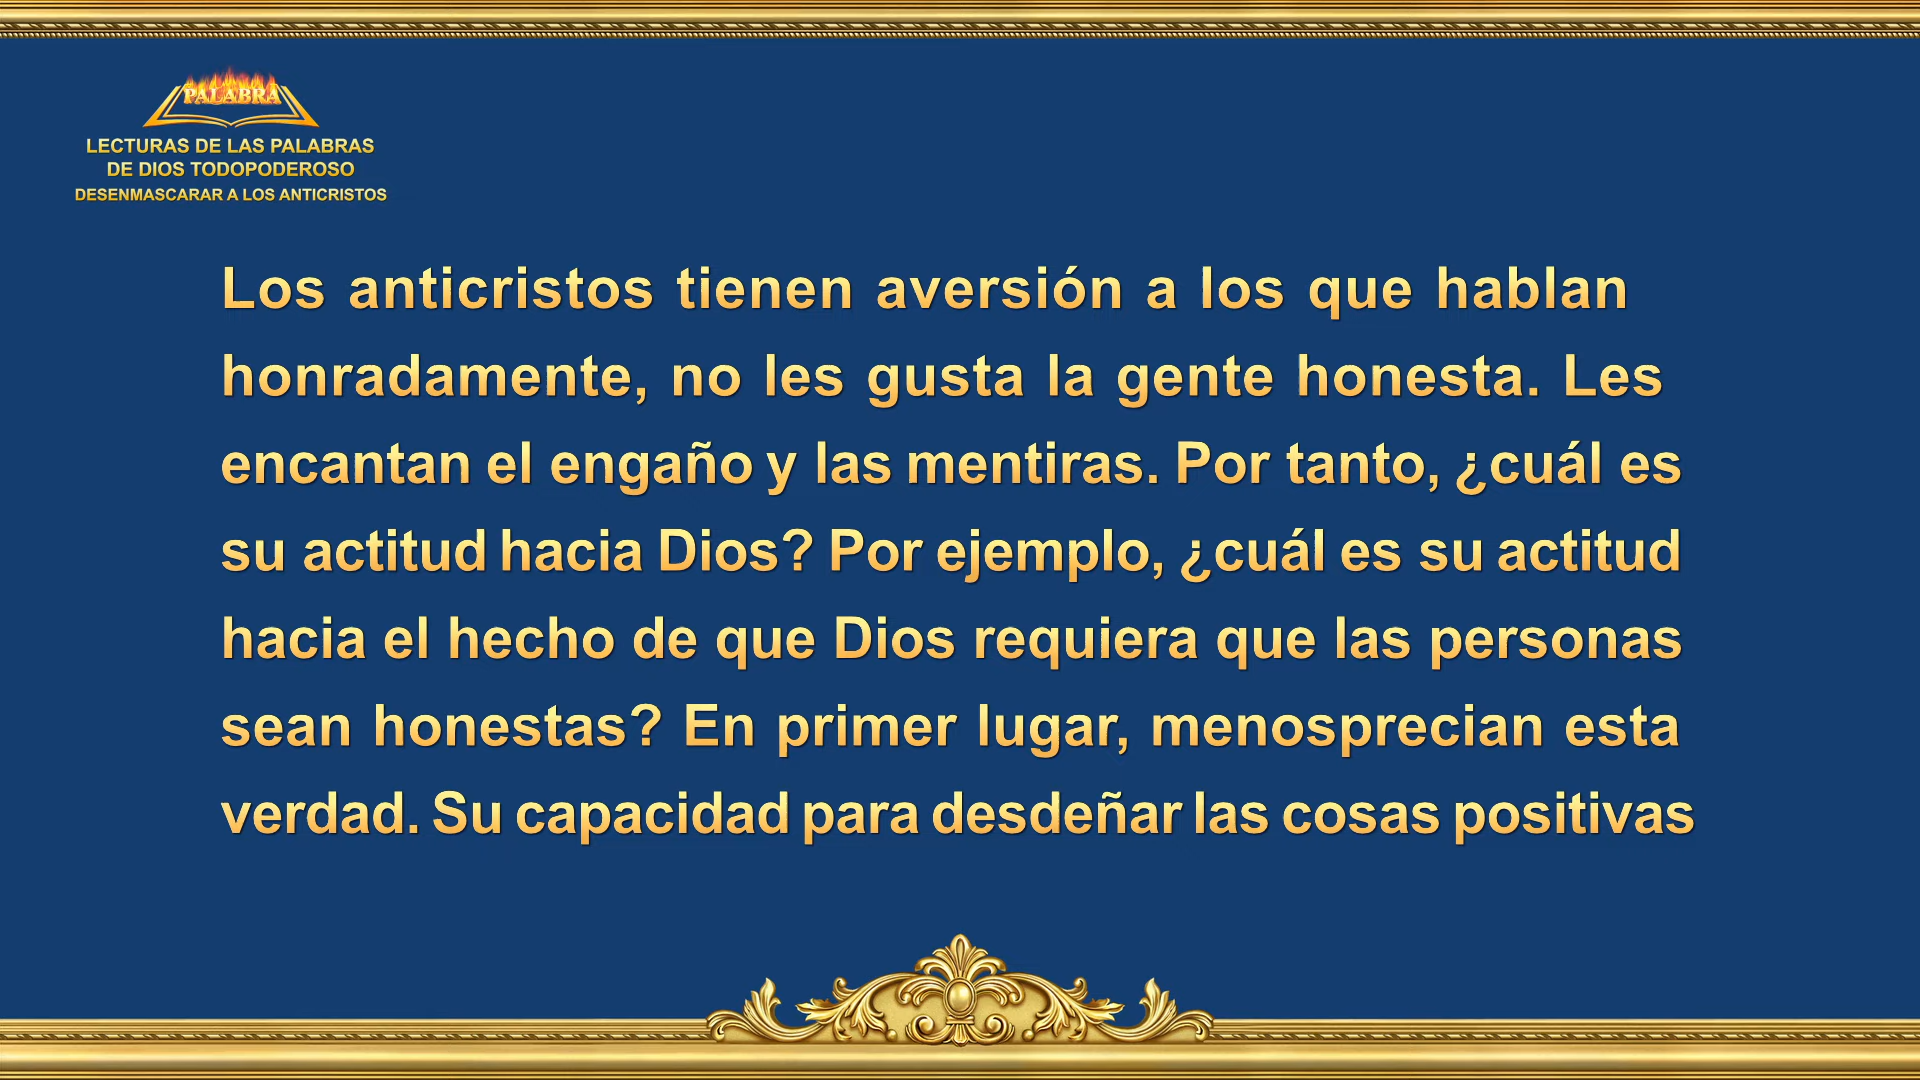 PALABRA
LECTURAS DE LAS PALABRAS
DE DIOS TODOPODEROSO
DESENMASCARAR A LOS ANTICRISTOS
Los anticristos tienen aversión a los que hablan
honradamente, no les gusta la gente honesta. Les
encantan el engaño y las mentiras. Por tanto, ¿cuál es
su actitud hacia Dios? Por ejemplo, ¿cuál es su actitud
hacia el hecho de que Dios requiera que las personas
sean honestas? En primer lugar, menosprecian esta
verdad. Su capacidad para desdeñar las cosas positivas